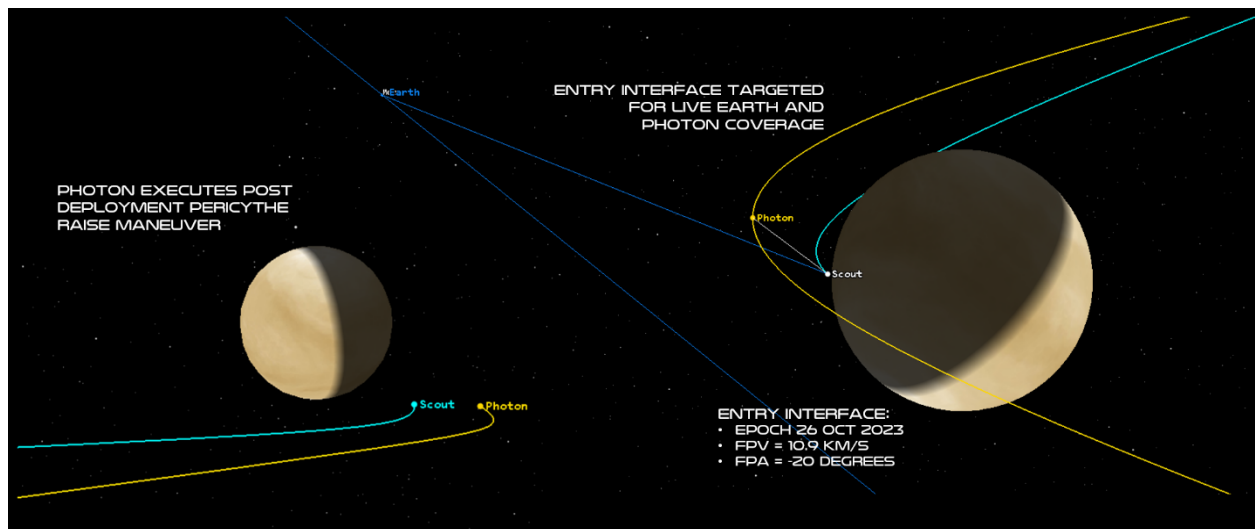 Earth
ENTRY INTERFACE TARGETED
FOR LIVE EARTH AND
PHOTON COVERAGE
PHOTON EXECUTES POST
DEPLOYMENT PERICYTHE
RAISE MANEUVER
Photon
Scout
Scout
Photon
ENTRY INTERFACE:
• EPOCH 26 OCT 2023
• FPV = 10.9 KM/S
• FPA = -20 DEGREES